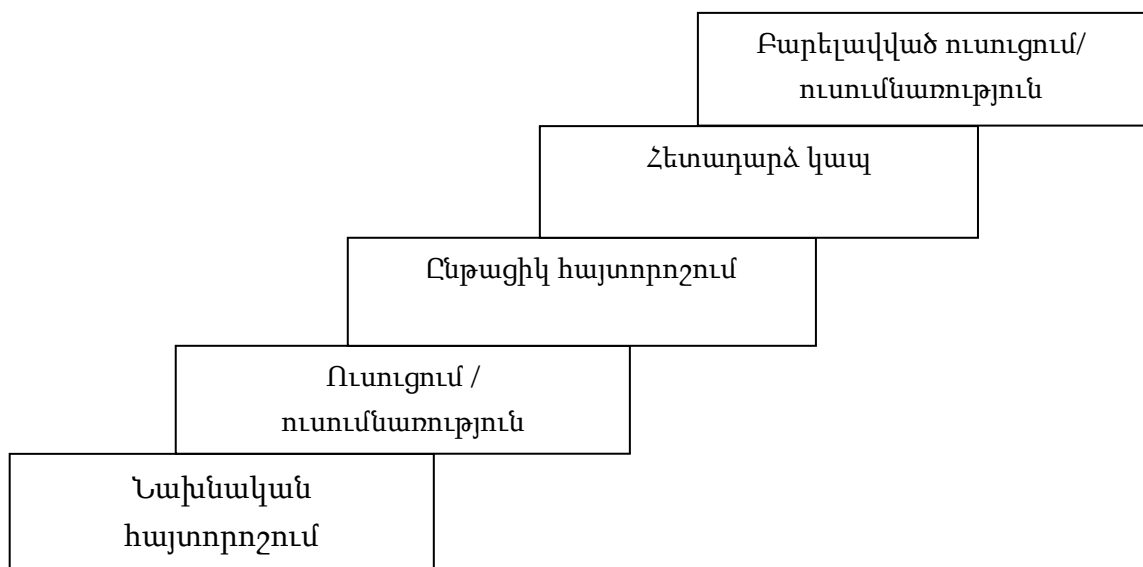 Բարելավված ուսուցում/
ուսումնառություն
Հետադարձ կապ
Ընթացիկ հայտորոշում
Ուսուցում /
ուսումնառություն
Նախնական
հայտորոշում